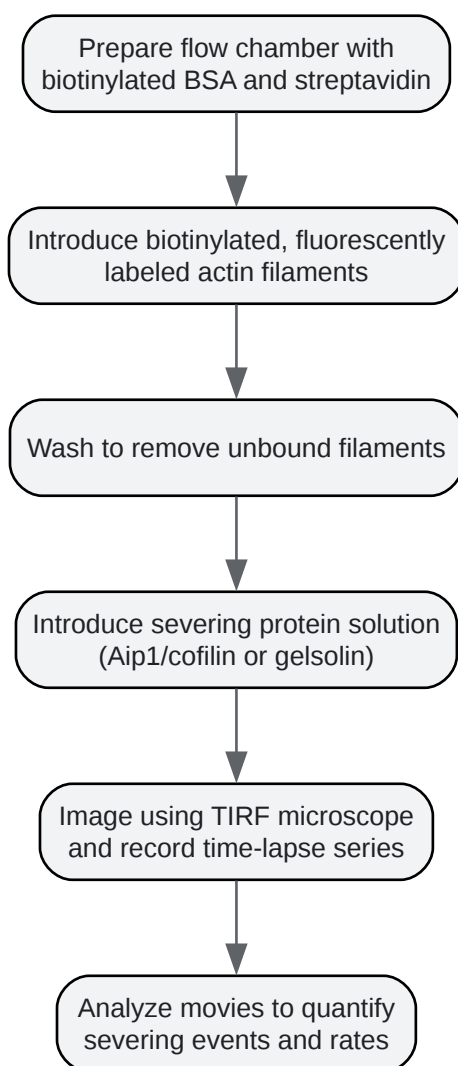 Prepare flow chamber with
biotinylated BSA and streptavidin
Introduce biotinylated, fluorescently
labeled actin filaments
Wash to remove unbound filaments
Introduce severing protein solution
(Aip1/cofilin or gelsolin)
Image using TIRF microscope
and record time-lapse series
Analyze movies to quantify
severing events and rates